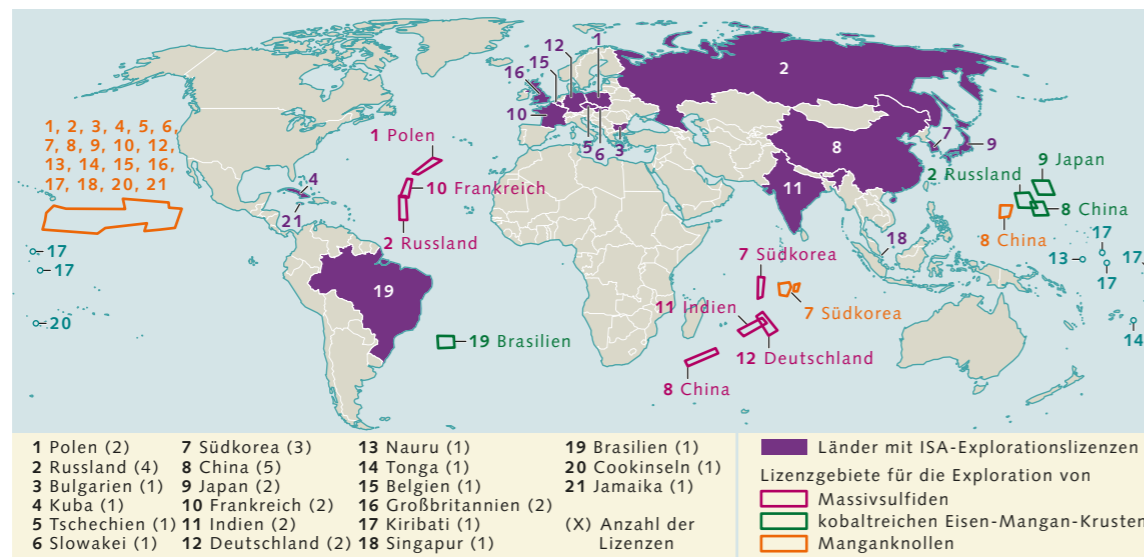 1
12
15
16
2
10
5
6
3
8
7
9
11
18
1, 2, 3, 4, 5, 6,
7, 8, 9, 10, 12,
13, 14, 15, 16,
17, 18, 20, 21
4
21
17
17
20
19
1 Polen
10 Frankreich
2 Russland
19 Brasilien
7 Südkorea
7 Südkorea
11 Indien
12 Deutschland
8 China
9 Japan
2 Russland
8 China
8 China
17
13
17
17
14
1 Polen (2)
2 Russland (4)
3 Bulgarien (1)
4 Kuba (1)
5 Tschechien (1)
6 Slowakei (1)
7 Südkorea (3)
8 China (5)
9 Japan (2)
10 Frankreich (2)
11 Indien (2)
12 Deutschland (2)
13 Nauru (1)
14 Tonga (1)
15 Belgien (1)
16 Großbritannien (2)
17 Kiribati (1)
18 Singapur (1)
19 Brasilien (1)
20 Cookinseln (1)
21 Jamaika (1)
(X) Anzahl der
Lizenzen
Länder mit ISA-Explorationslizenzen
Lizenzgebiete für die Exploration von
Massivsulfiden
kobaltreichen Eisen-Mangan-Krusten
Manganknollen